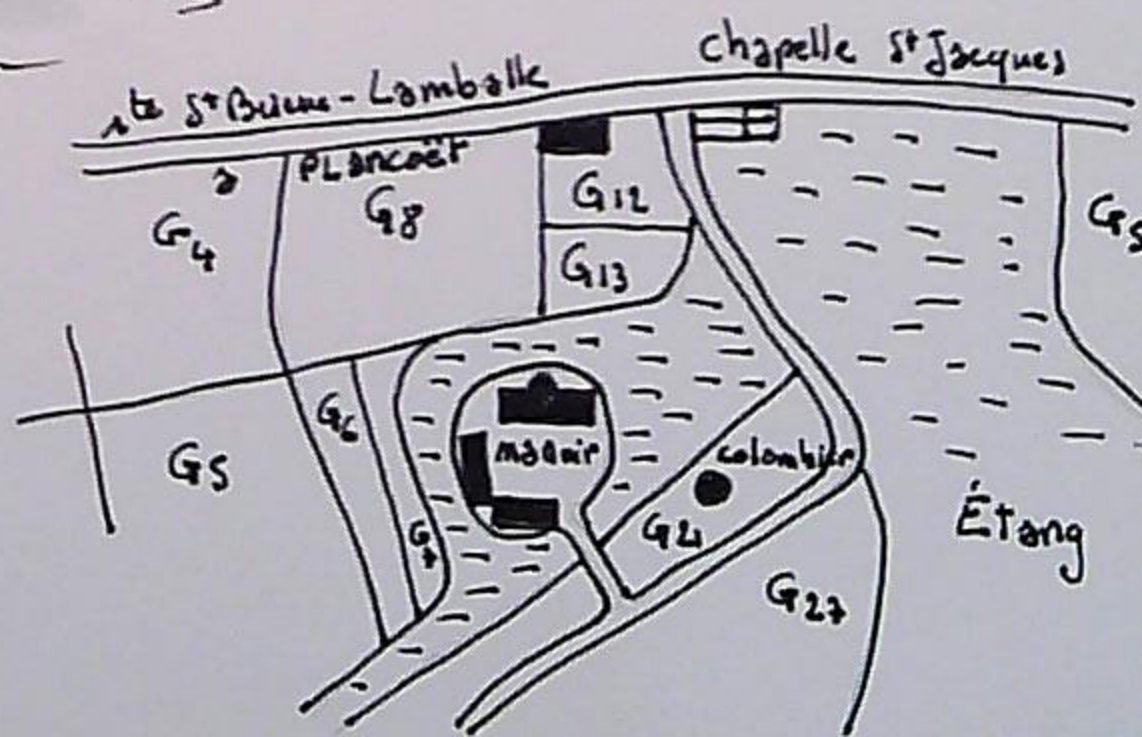 Chapelle St Jacques
rte St Brieuc - Lamballe
à PLancoët
G4
G8
G12
G13
G5
G6
G5
G7
manoir
colombier
G21
G27
Étang